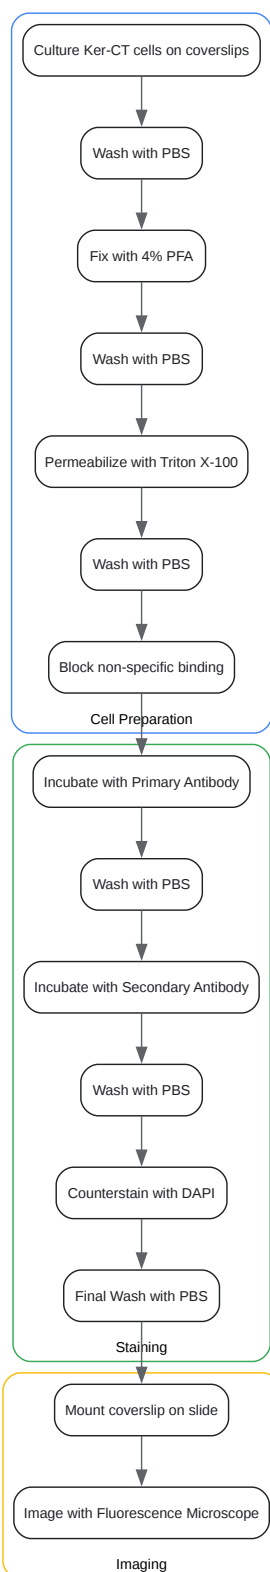 Culture Ker-CT cells on coverslips
Wash with PBS
Fix with 4% PFA
Wash with PBS
Permeabilize with Triton X-100
Wash with PBS
Block non-specific binding
Cell Preparation
Incubate with Primary Antibody
Wash with PBS
Incubate with Secondary Antibody
Wash with PBS
Counterstain with DAPI
Final Wash with PBS
Staining
Mount coverslip on slide
Image with Fluorescence Microscope
Imaging